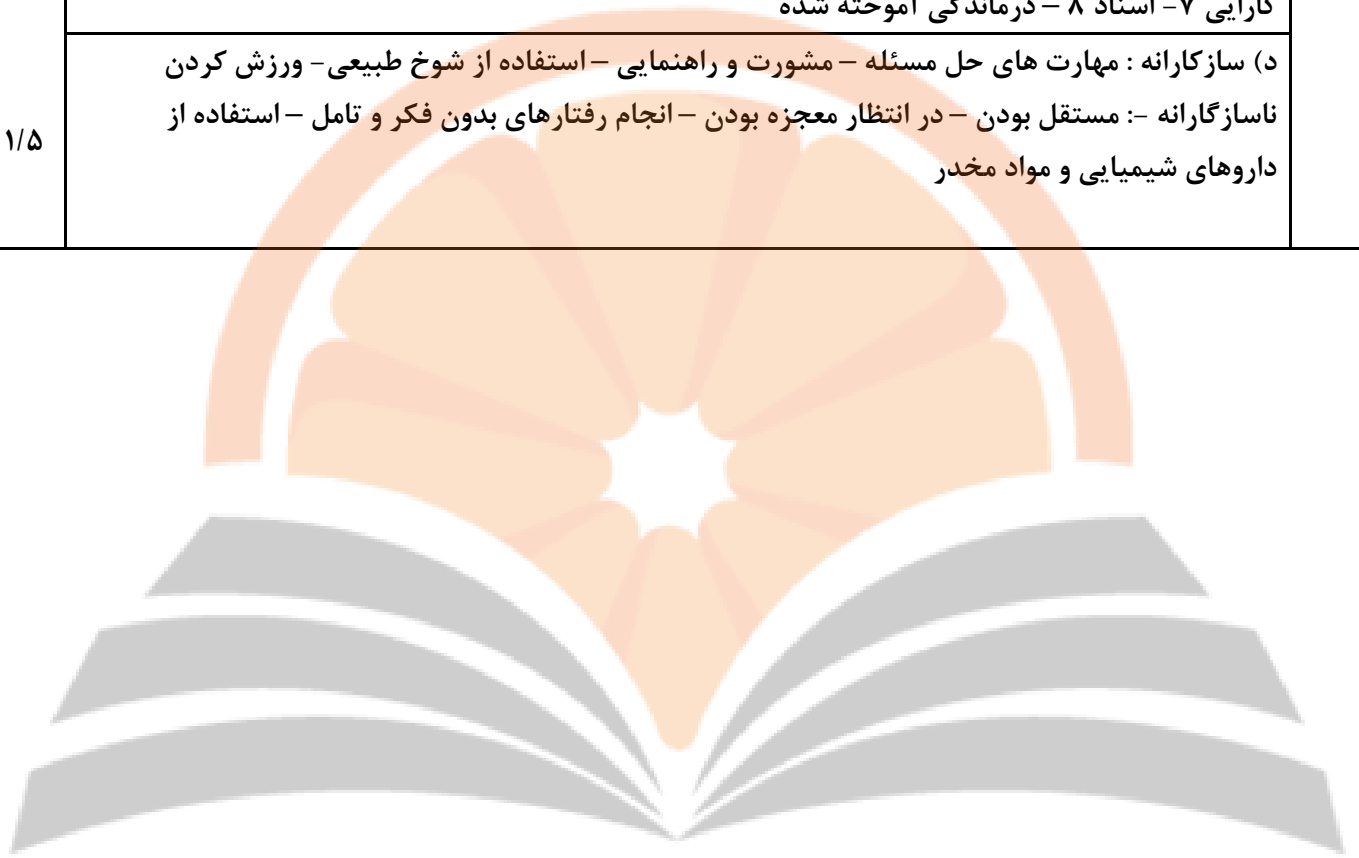 کارایی ۷- اسناد ۸ – درماندگی آموخته شده
د) سازکارانه : مهارت های حل مسئله – مشورت و راهنمایی – استفاده از شوخ طبیعی- ورزش کردن
ناسازگارانه -: مستقل بودن – در انتظار معجزه بودن – انجام رفتارهای بدون فکر و تامل – استفاده از
داروهای شیمیایی و مواد مخدر
۱/۵